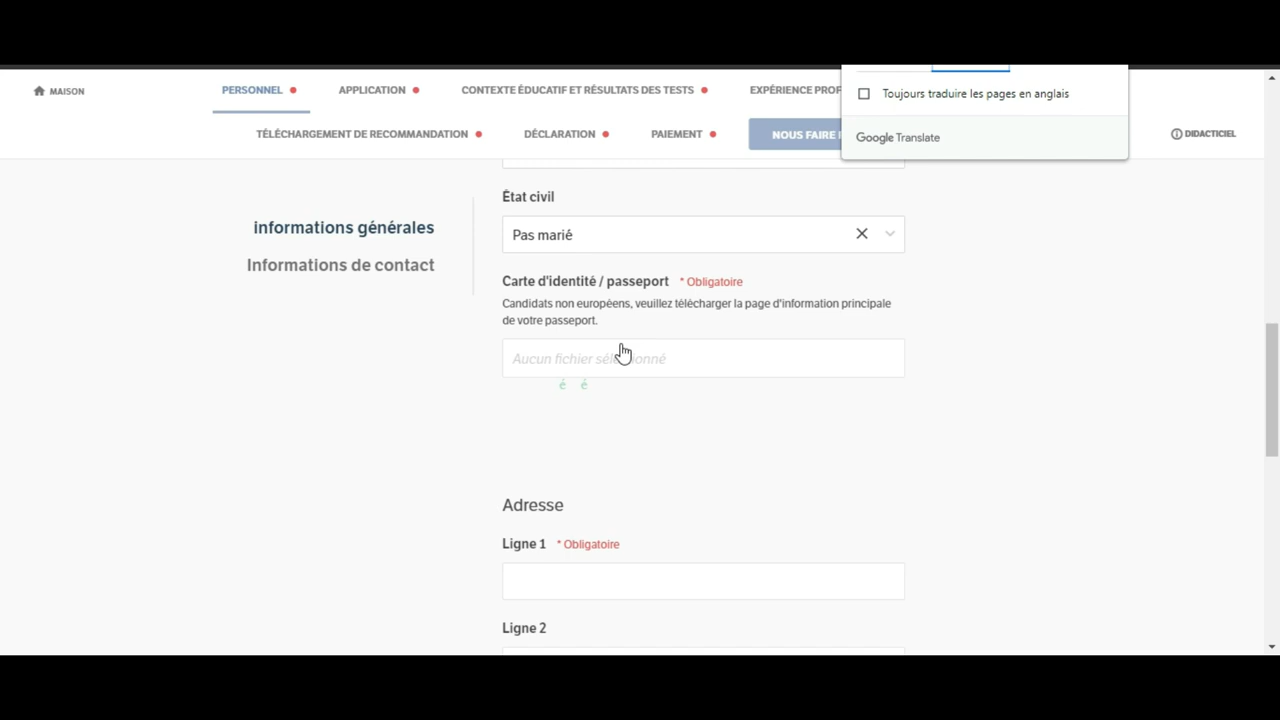 MAISON
PERSONNEL
APPLICATION
CONTEXTE ÉDUCATIF ET RÉSULTATS DES TESTS
EXPÉRIENCE PROF
Toujours traduire les pages en anglais
TÉLÉCHARGEMENT DE RECOMMANDATION
DÉCLARATION
PAIEMENT
NOUS FAIRE
Google Translate
DIDACTICIEL
informations générales
Informations de contact
État civil
Pas marié
Carte d'identité / passeport * Obligatoire
Candidats non européens, veuillez télécharger la page d'information principale
de votre passeport.
Aucun fichier sélectionné
é é
Adresse
Ligne 1 * Obligatoire
Ligne 2